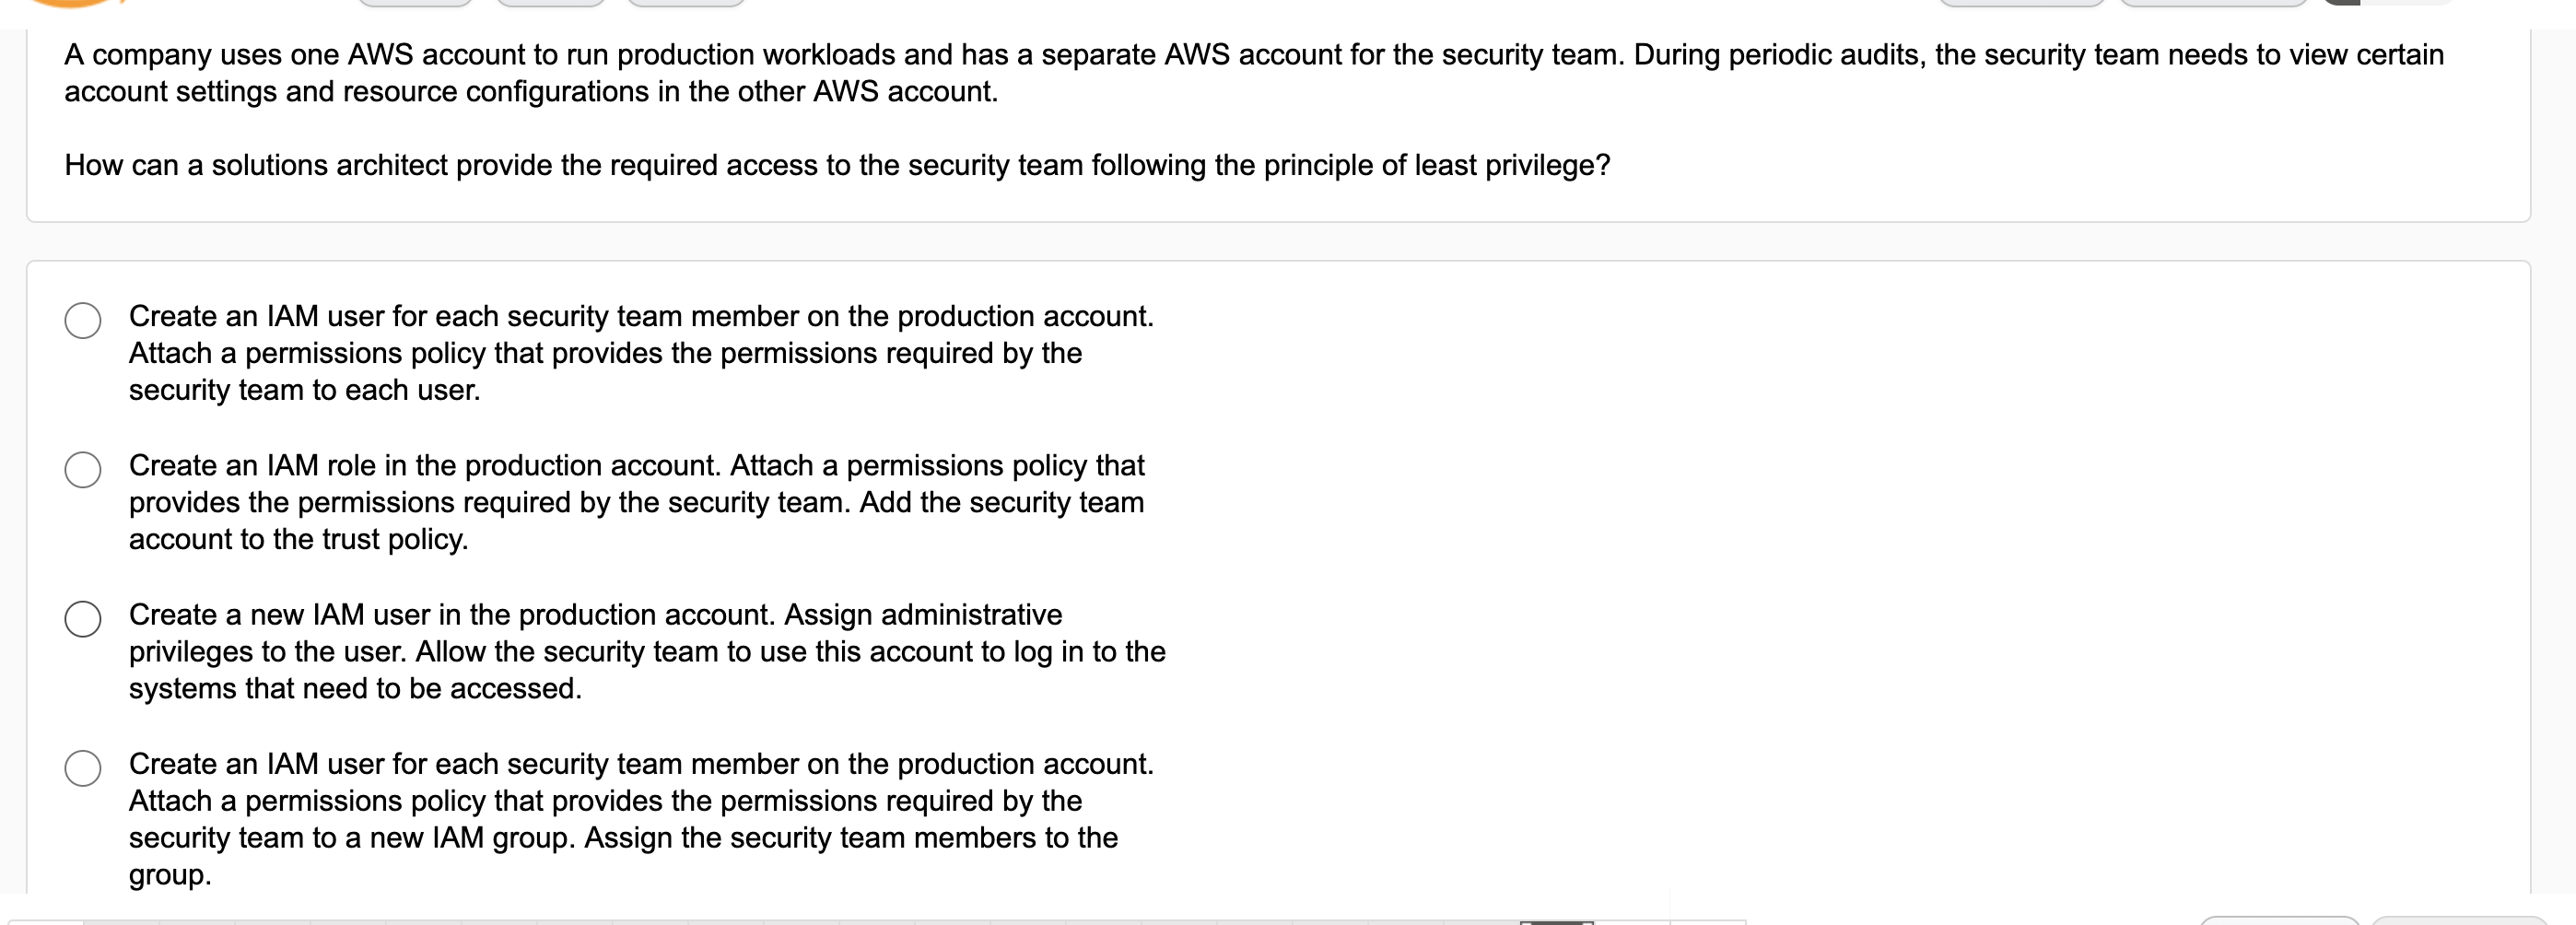 A company uses one AWS account to run production workloads and has a separate AWS account for the security team. During periodic audits, the security team needs to view certain
account settings and resource configurations in the other AWS account.
How can a solutions architect provide the required access to the security team following the principle of least privilege?
Create an IAM user for each security team member on the production account.
Attach a permissions policy that provides the permissions required by the
security team to each user.
Create an IAM role in the production account. Attach a permissions policy that
provides the permissions required by the security team. Add the security team
account to the trust policy.
Create a new IAM user in the production account. Assign administrative
privileges to the user. Allow the security team to use this account to log in to the
systems that need to be accessed.
Create an IAM user for each security team member on the production account.
Attach a permissions policy that provides the permissions required by the
security team to a new IAM group. Assign the security team members to the
group.